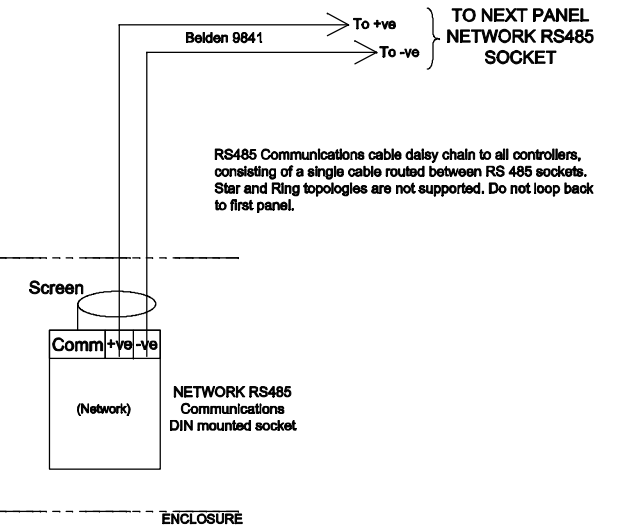 To +ve
Belden 9841
To -ve
TO NEXT PANEL
NETWORK RS485
SOCKET
RS485 Communications cable daisy chain to all controllers,
consisting of a single cable routed between RS 485 sockets.
Star and Ring topologies are not supported. Do not loop back
to first panel.
Screen
Comm +ve -ve
(Network)
NETWORK RS485
Communications
DIN mounted socket
ENCLOSURE